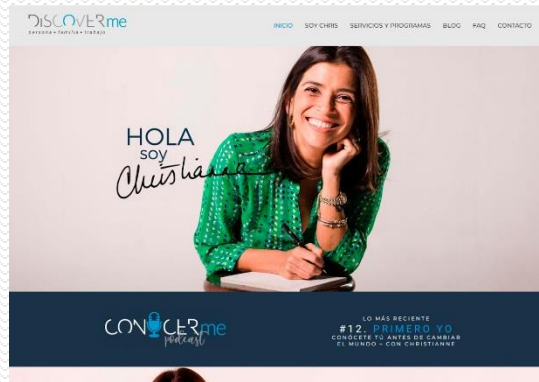 DiSCOVERme
persona • familia • trabajo
INICIO SOY CHRIS SERVICIOS Y PROGRAMAS BLOG FAQ CONTACTO
HOLA
soy
Christianne
CONOCERme
podcast
LO MÁS RECIENTE
#12. PRIMERO YO
CONÓCETE TÚ ANTES DE CAMBIAR
EL MUNDO – CON CHRISTIANNE